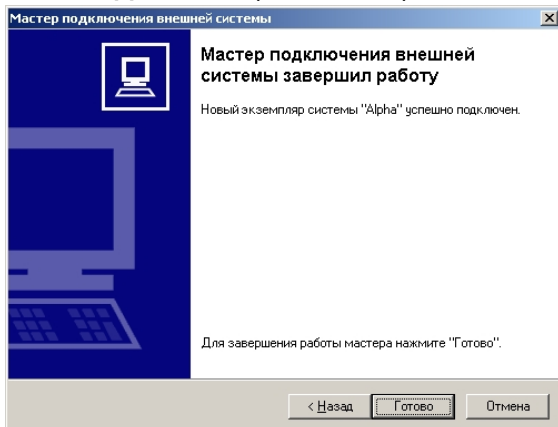 Мастер подключения внешней системы
Мастер подключения внешней
системы завершил работу
Новый экземпляр системы "Alpha" успешно подключен.
Для завершения работы мастера нажмите "Готово".
< Назад
Готово
Отмена